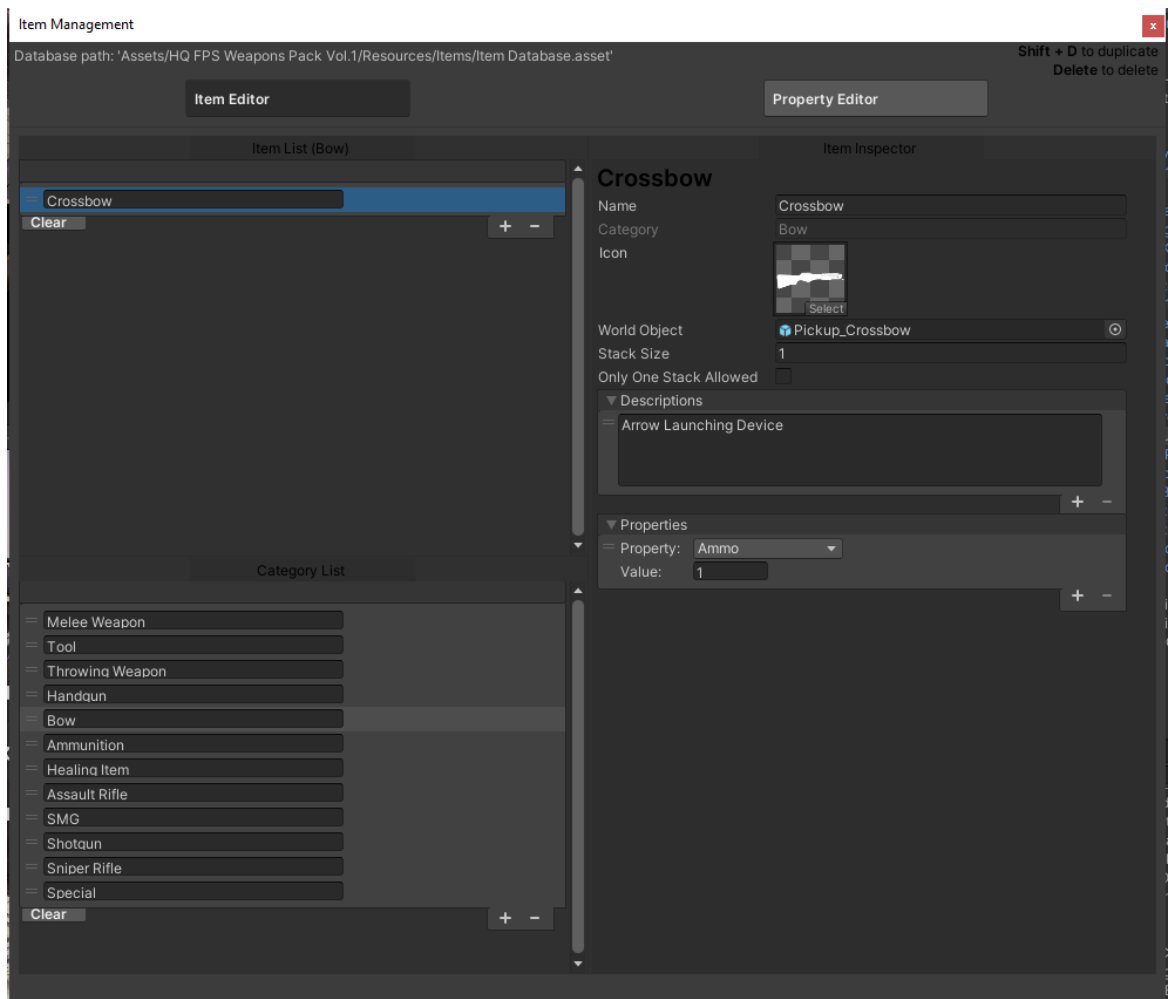 Item Management
x
Database path: 'Assets/HQ FPS Weapons Pack Vol.1/Resources/Items/Item Database.asset'
Shift + D to duplicate
Delete to delete
Item Editor
Property Editor
Item List (Bow)
Crossbow
Clear
+ −
Category List
Melee Weapon
Tool
Throwing Weapon
Handgun
Bow
Ammunition
Healing Item
Assault Rifle
SMG
Shotgun
Sniper Rifle
Special
Clear
+ −
Item Inspector
Crossbow
Name Crossbow
Category Bow
Icon
Select
World Object Pickup_Crossbow
Stack Size 1
Only One Stack Allowed
Descriptions
Arrow Launching Device
+ −
Properties
Property: Ammo
Value: 1
+ −